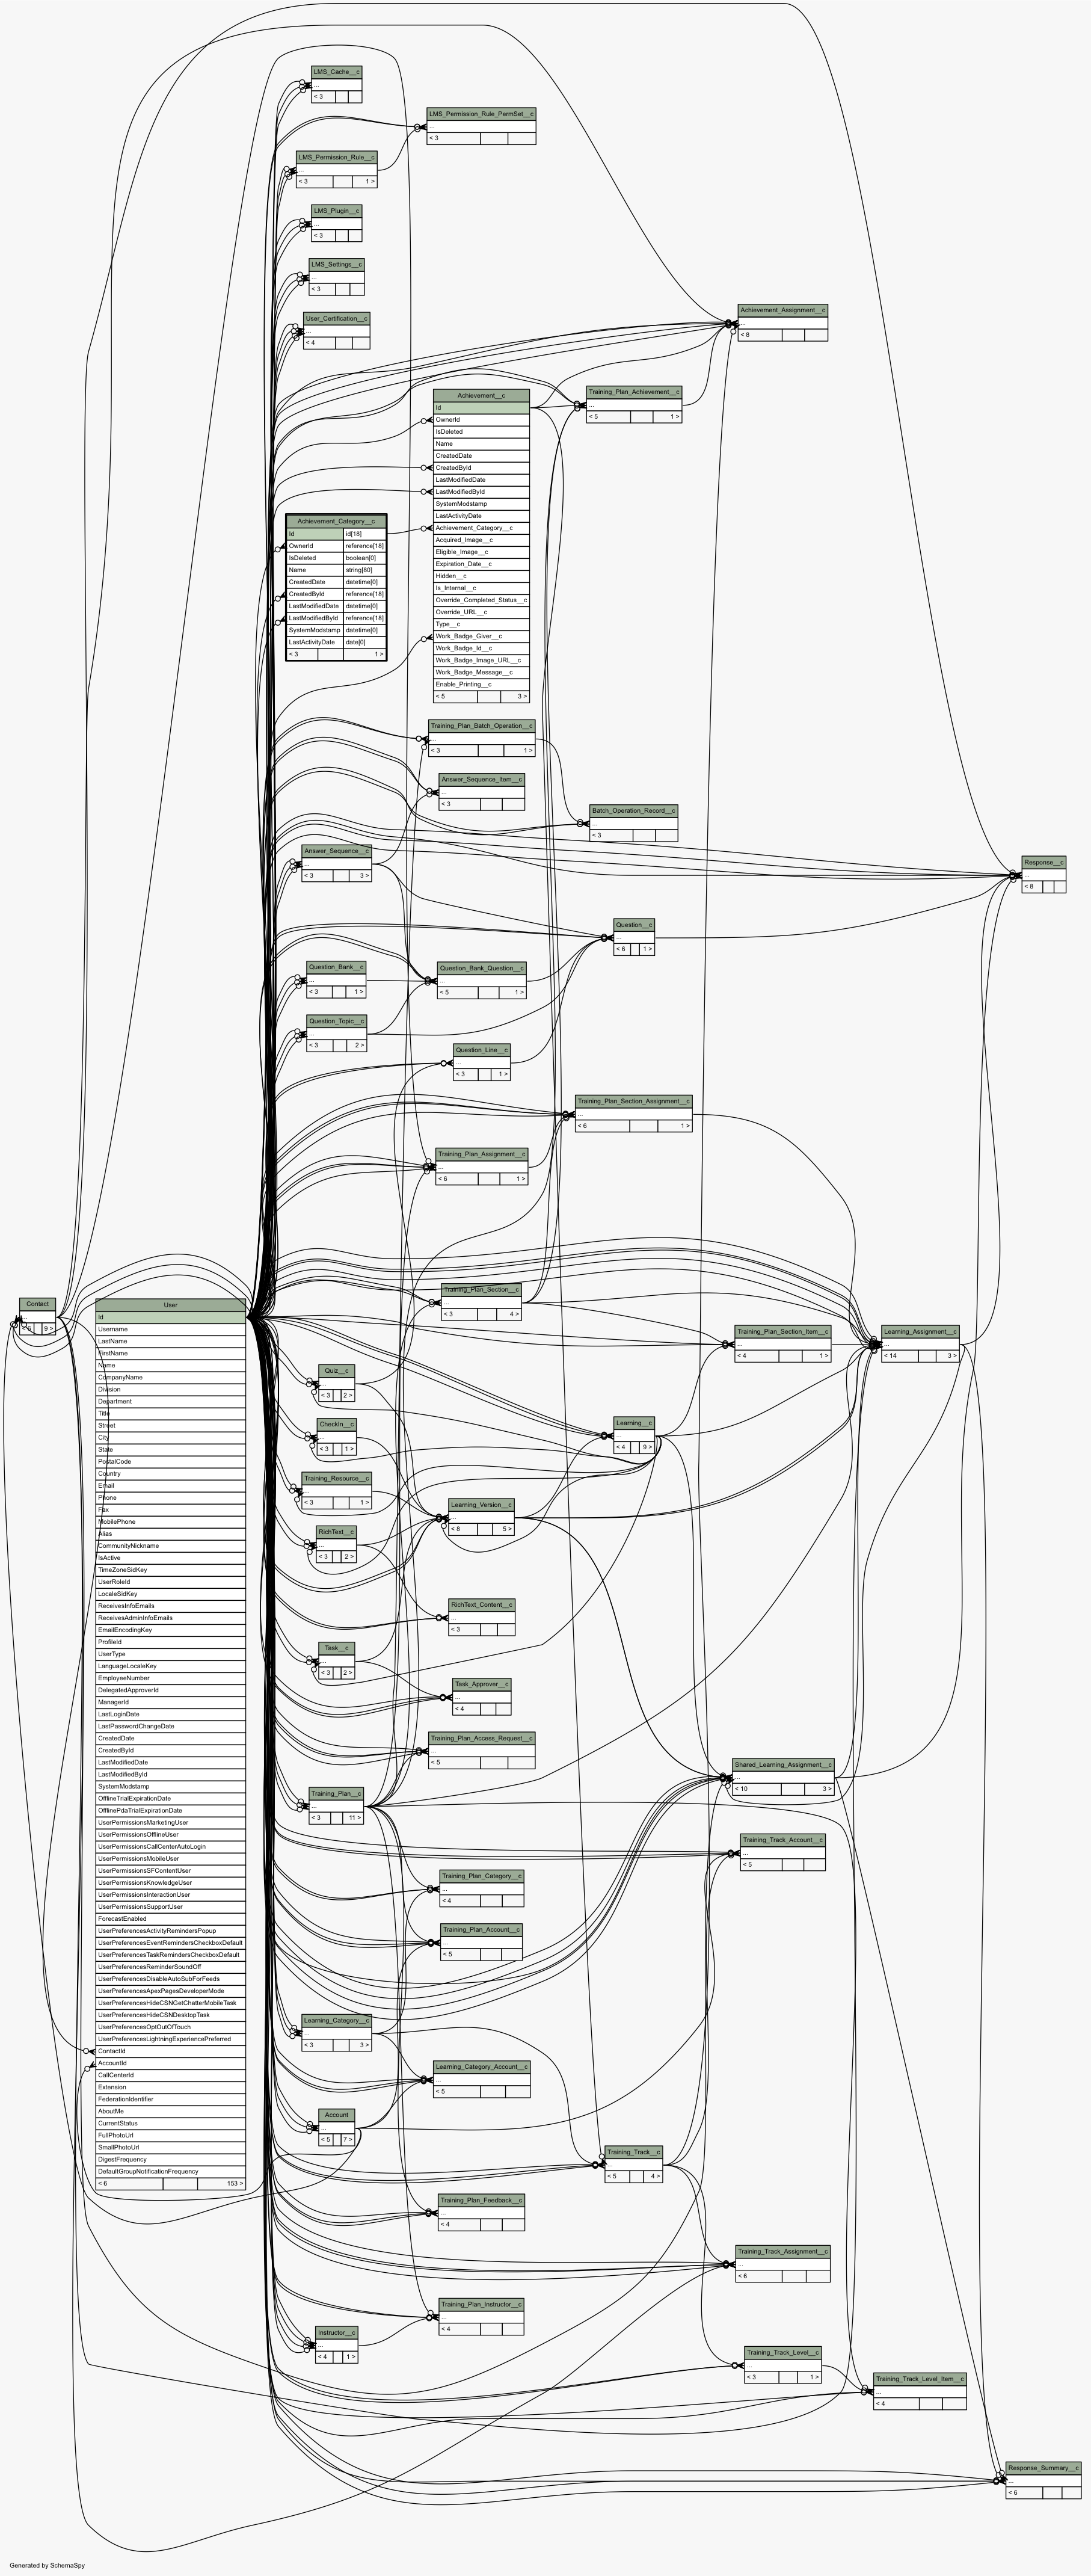 LMS_Cache__c
...
< 3
LMS_Permission_Rule_PermSet__c
...
< 3
LMS_Permission_Rule__c
...
< 3 1 >
LMS_Plugin__c
...
< 3
LMS_Settings__c
...
< 3
User_Certification__c
...
< 4
Achievement_Assignment__c
...
< 8
Training_Plan_Achievement__c
...
< 5 1 >
Achievement__c
Id
OwnerId
IsDeleted
Name
CreatedDate
CreatedById
LastModifiedDate
LastModifiedById
SystemModstamp
LastActivityDate
Achievement_Category__c
Acquired_Image__c
Eligible_Image__c
Expiration_Date__c
Hidden__c
Is_Internal__c
Override_Completed_Status__c
Override_URL__c
Type__c
Work_Badge_Giver__c
Work_Badge_Id__c
Work_Badge_Image_URL__c
Work_Badge_Message__c
Enable_Printing__c
< 5 3 >
Achievement_Category__c
Id id[18]
OwnerId reference[18]
IsDeleted boolean[0]
Name string[80]
CreatedDate datetime[0]
CreatedById reference[18]
LastModifiedDate datetime[0]
LastModifiedById reference[18]
SystemModstamp datetime[0]
LastActivityDate date[0]
< 3 1 >
Training_Plan_Batch_Operation__c
...
< 3 1 >
Answer_Sequence_Item__c
...
< 3
Batch_Operation_Record__c
...
< 3
Answer_Sequence__c
...
< 3 3 >
Response__c
...
< 8
Question__c
...
< 6 1 >
Question_Bank__c
...
< 3 1 >
Question_Bank_Question__c
...
< 5 1 >
Question_Topic__c
...
< 3 2 >
Question_Line__c
...
< 3 1 >
Training_Plan_Section_Assignment__c
...
< 6 1 >
Training_Plan_Assignment__c
...
< 6 1 >
Training_Plan_Section__c
...
< 3 4 >
Training_Plan_Section_Item__c
...
< 4 1 >
Learning_Assignment__c
...
< 14 3 >
Contact
...
9 >
User
Id
Username
LastName
FirstName
Name
CompanyName
Division
Department
Title
Street
City
State
PostalCode
Country
Email
Phone
Fax
MobilePhone
Alias
CommunityNickname
IsActive
TimeZoneSidKey
UserRoleId
LocaleSidKey
ReceivesInfoEmails
ReceivesAdminInfoEmails
EmailEncodingKey
ProfileId
UserType
LanguageLocaleKey
EmployeeNumber
DelegatedApproverId
ManagerId
LastLoginDate
LastPasswordChangeDate
CreatedDate
CreatedById
LastModifiedDate
LastModifiedById
SystemModstamp
OfflineTrialExpirationDate
OfflinePdaTrialExpirationDate
UserPermissionsMarketingUser
UserPermissionsOfflineUser
UserPermissionsCallCenterAutoLogin
UserPermissionsMobileUser
UserPermissionsSFContentUser
UserPermissionsKnowledgeUser
UserPermissionsInteractionUser
UserPermissionsSupportUser
ForecastEnabled
UserPreferencesActivityRemindersPopup
UserPreferencesEventRemindersCheckboxDefault
UserPreferencesTaskRemindersCheckboxDefault
UserPreferencesReminderSoundOff
UserPreferencesDisableAutoSubForFeeds
UserPreferencesApexPagesDeveloperMode
UserPreferencesHideCSNGetChatterMobileTask
UserPreferencesHideCSNDesktopTask
UserPreferencesOptOutOfTouch
UserPreferencesLightningExperiencePreferred
ContactId
AccountId
CallCenterId
Extension
FederationIdentifier
AboutMe
CurrentStatus
FullPhotoUrl
SmallPhotoUrl
DigestFrequency
DefaultGroupNotificationFrequency
< 6 153 >
Quiz__c
...
< 3 2 >
CheckIn__c
...
< 3 1 >
Learning__c
...
< 4 9 >
Training_Resource__c
...
< 3 1 >
Learning_Version__c
...
< 8 5 >
RichText__c
...
< 3 2 >
RichText_Content__c
...
< 3
Task__c
...
< 3 2 >
Task_Approver__c
...
< 4
Training_Plan_Access_Request__c
...
< 5
Shared_Learning_Assignment__c
...
< 10 3 >
Training_Plan__c
...
< 3 11 >
Training_Track_Account__c
...
< 5
Training_Plan_Category__c
...
< 4
Training_Plan_Account__c
...
< 5
Learning_Category__c
...
< 3 3 >
Learning_Category_Account__c
...
< 5
Account
...
< 5 7 >
Training_Track__c
...
< 5 4 >
Training_Plan_Feedback__c
...
< 4
Training_Track_Assignment__c
...
< 6
Training_Plan_Instructor__c
...
< 4
Instructor__c
...
< 4 1 >
Training_Track_Level__c
...
< 3 1 >
Training_Track_Level_Item__c
...
< 4
Response_Summary__c
...
< 6
Generated by SchemaSpy